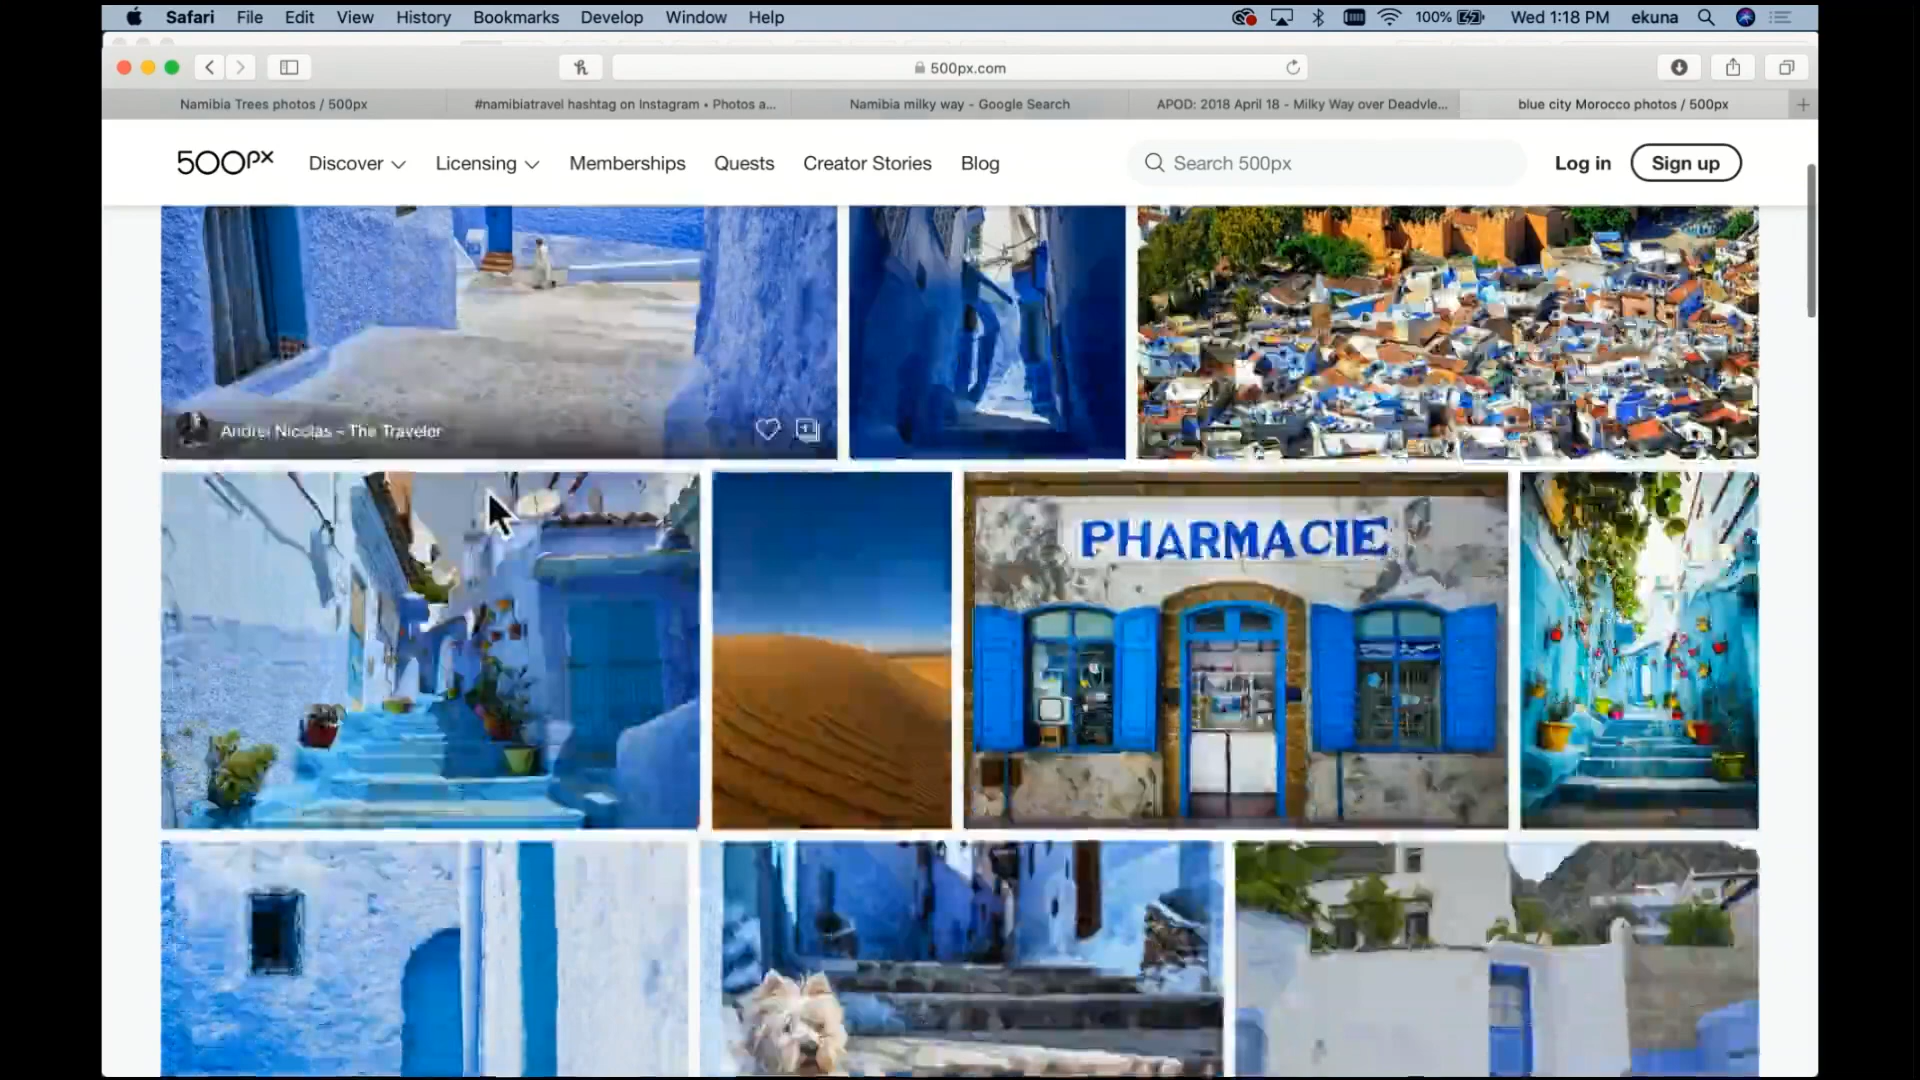 Safari File Edit View History Bookmarks Develop Window Help 100% Wed 1:18 PM ekuna
500px.com
Namibia Trees photos / 500px #namibiatravel hashtag on Instagram • Photos a... Namibia milky way - Google Search APOD: 2018 April 18 - Milky Way over Deadvle... blue city Morocco photos / 500px
500px Discover Licensing Memberships Quests Creator Stories Blog Search 500px Log in Sign up
Andrei Nicolas - The Traveler
PHARMACIE